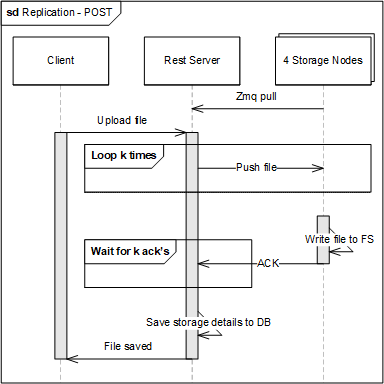 sd Replication - POST
Client
Rest Server
4 Storage Nodes
Zmq pull
Upload file
Loop k times
Push file
Write file to FS
Wait for k ack's
ACK
Save storage details to DB
File saved